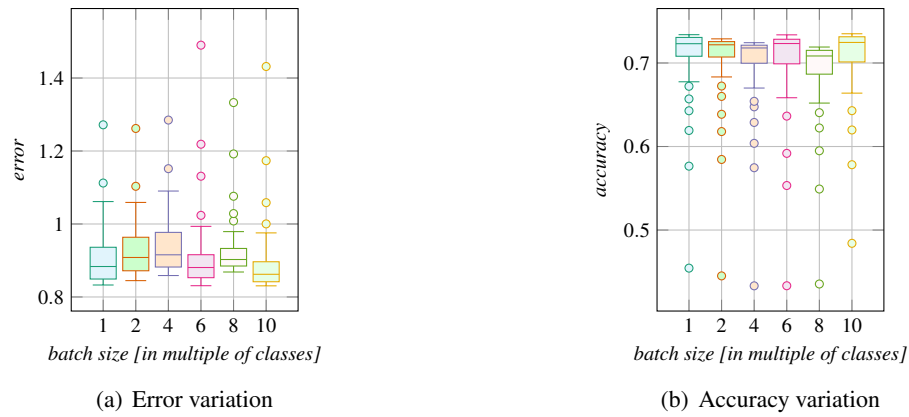 1.4
1.2
1
0.8
error
1 2 4 6 8 10
batch size [in multiple of classes]
(a) Error variation
0.7
0.6
0.5
accuracy
1 2 4 6 8 10
batch size [in multiple of classes]
(b) Accuracy variation